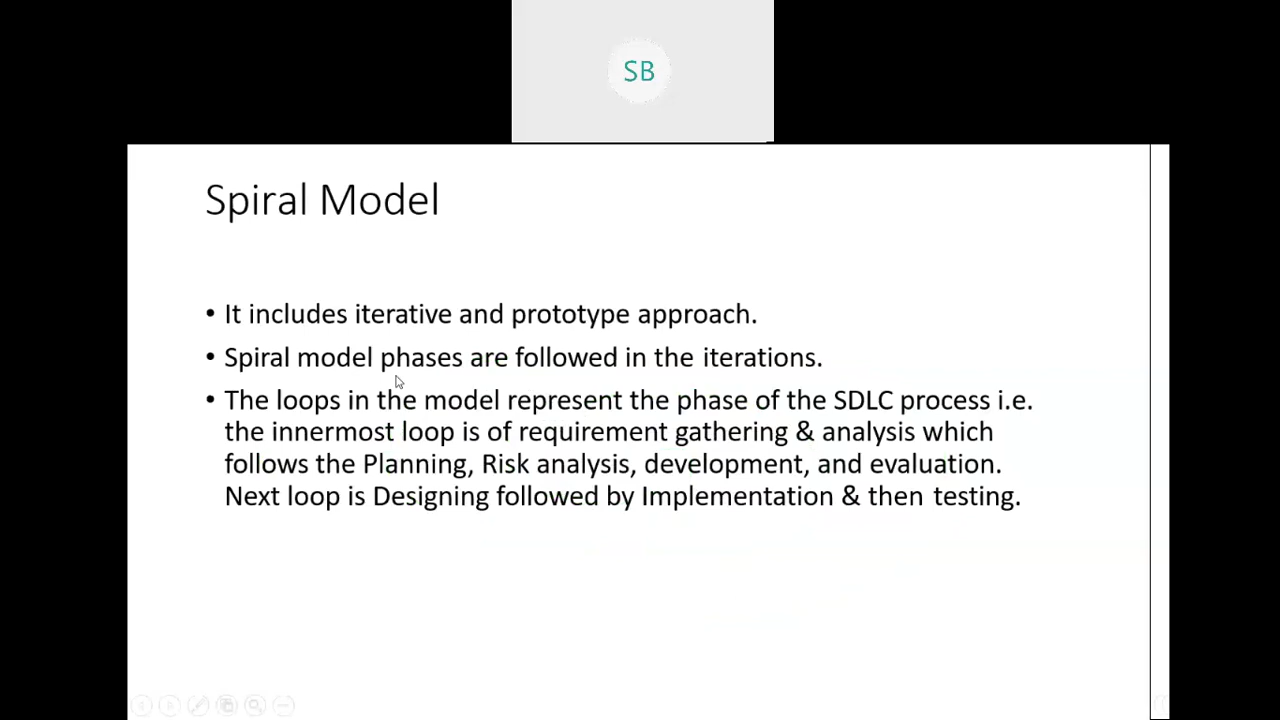 SB
Spiral Model
• It includes iterative and prototype approach.
• Spiral model phases are followed in the iterations.
• The loops in the model represent the phase of the SDLC process i.e.
the innermost loop is of requirement gathering & analysis which
follows the Planning, Risk analysis, development, and evaluation.
Next loop is Designing followed by Implementation & then testing.